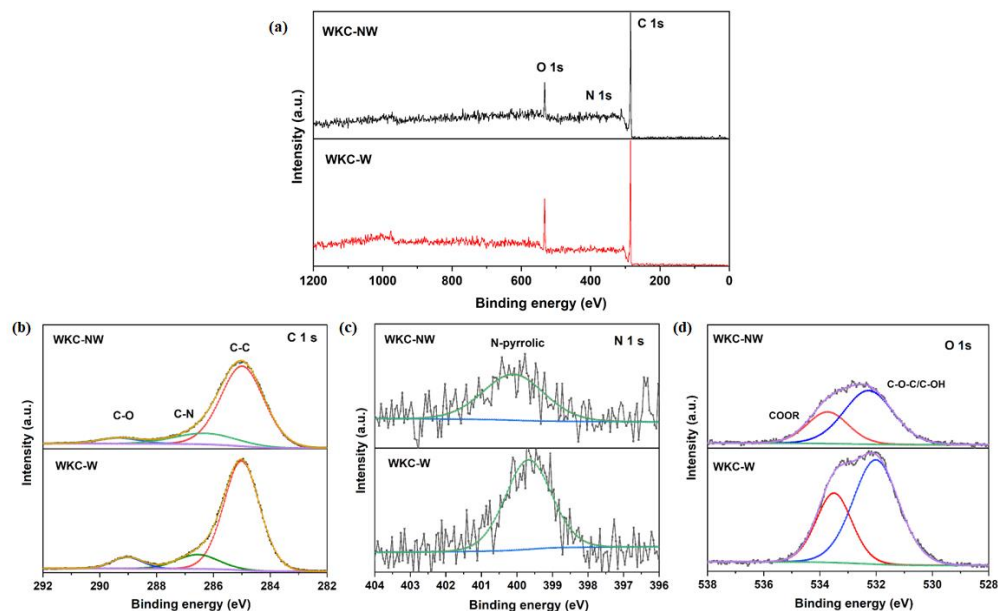 (a)
WKC-NW
C 1s
O 1s
N 1s
WKC-W
Intensity (a.u.)
1200 1000 800 600 400 200 0
Binding energy (eV)
(b)
WKC-NW
C 1 s
C-C
C-O
C-N
WKC-W
Intensity (a.u.)
292 290 288 286 284 282
Binding energy (eV)
(c)
WKC-NW
N 1 s
N-pyrrolic
WKC-W
Intensity (a.u.)
404 403 402 401 400 399 398 397 396
Binding energy (eV)
(d)
WKC-NW
O 1s
C-O-C/C-OH
COOR
WKC-W
Intensity (a.u.)
538 536 534 532 530 528
Binding energy (eV)